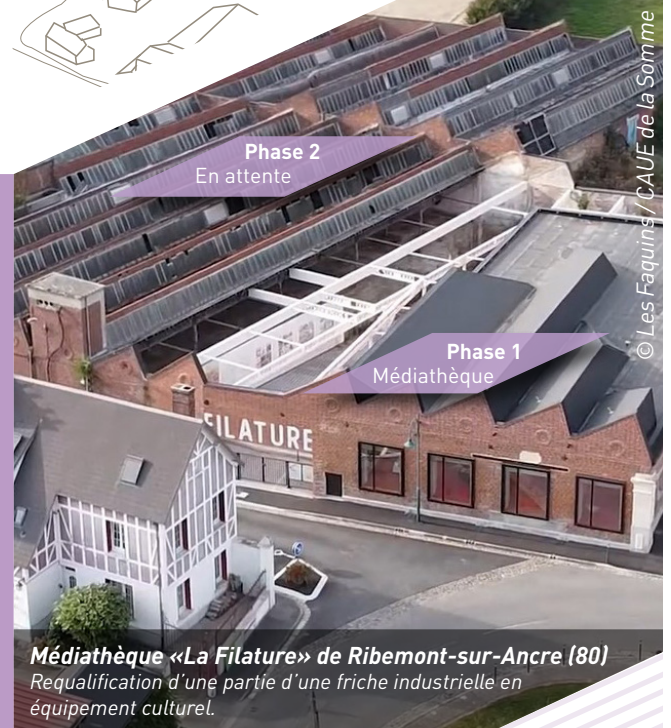 © Les Faquins / CAUE de la Somme
Phase 2
En attente
Phase 1
Médiathèque
FILATURE
Médiathèque «La Filature» de Ribemont-sur-Ancre (80)
Requalification d'une partie d'une friche industrielle en
équipement culturel.